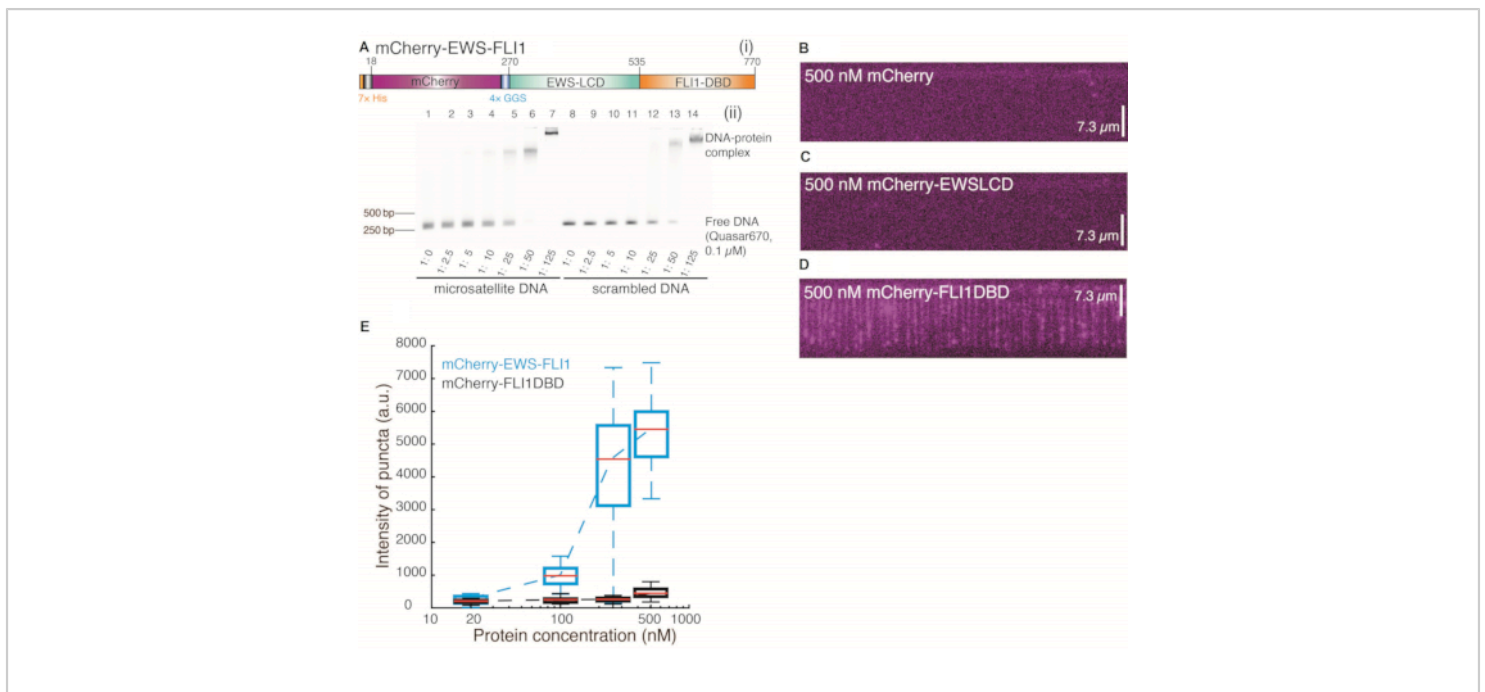 A mCherry-EWS-FLI1 (i)
18 270 535 770
mCherry EWS-LCD FLI1-DBD
7x His 4x GGS
1 2 3 4 5 6 7 8 9 10 11 12 13 14 (ii)
DNA-protein
complex
500 bp
250 bp
Free DNA
(Quasar670,
0.1 µM)
1: 0 1: 2.5 1: 5 1: 10 1: 25 1: 50 1: 125 1: 0 1: 2.5 1: 5 1: 10 1: 25 1: 50 1: 125
microsatellite DNA scrambled DNA
B
500 nM mCherry
7.3 µm
C
500 nM mCherry-EWSLCD
7.3 µm
D
500 nM mCherry-FLI1DBD 7.3 µm
E
8000
7000
6000
5000
4000
3000
2000
1000
0
mCherry-EWS-FLI1
mCherry-FLI1DBD
Intensity of puncta (a.u.)
10 20 100 500 1000
Protein concentration (nM)